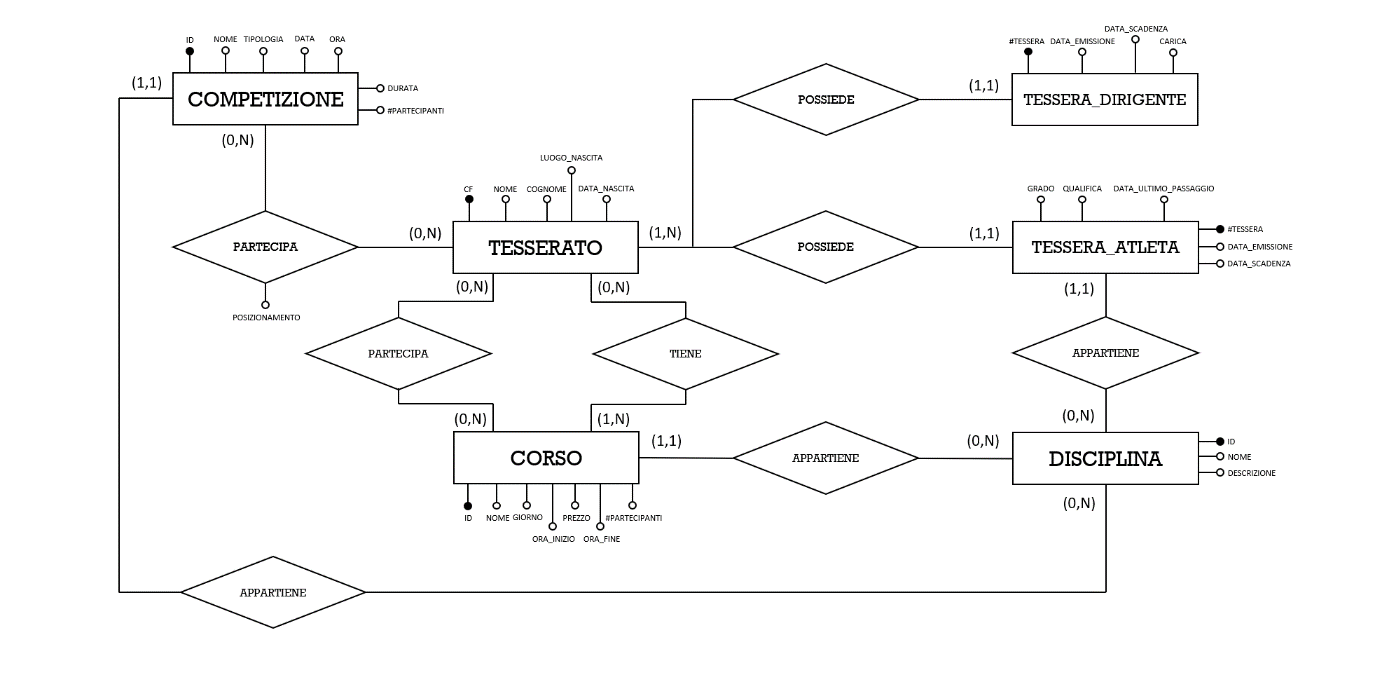 ID
NOME
TIPOLOGIA
DATA
ORA
(1,1)
COMPETIZIONE
DURATA
#PARTECIPANTI
(0,N)
PARTECIPA
POSIZIONAMENTO
(0,N)
CF
NOME
COGNOME
LUOGO_NASCITA
DATA_NASCITA
TESSERATO
(1,N)
POSSIEDE
(1,1)
#TESSERA
DATA_EMISSIONE
DATA_SCADENZA
CARICA
TESSERA_DIRIGENTE
POSSIEDE
(1,1)
GRADO
QUALIFICA
DATA_ULTIMO_PASSAGGIO
TESSERA_ATLETA
#TESSERA
DATA_EMISSIONE
DATA_SCADENZA
(0,N)
(0,N)
(1,1)
PARTECIPA
TIENE
APPARTIENE
(0,N)
(1,N)
(0,N)
CORSO
(1,1)
APPARTIENE
(0,N)
DISCIPLINA
ID
NOME
DESCRIZIONE
(0,N)
ID
NOME
GIORNO
ORA_INIZIO
PREZZO
ORA_FINE
#PARTECIPANTI
APPARTIENE